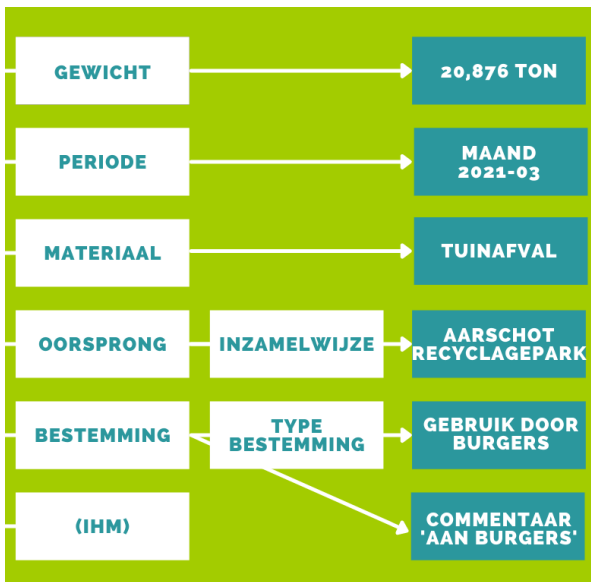 GEWICHT
20,876 TON
PERIODE
MAAND
2021-03
MATERIAAL
TUINAFVAL
OORSPRONG
INZAMELWIJZE
AARSCHOT
RECYCLAGEPARK
BESTEMMING
TYPE
BESTEMMING
GEBRUIK DOOR
BURGERS
(IHM)
COMMENTAAR
'AAN BURGERS'